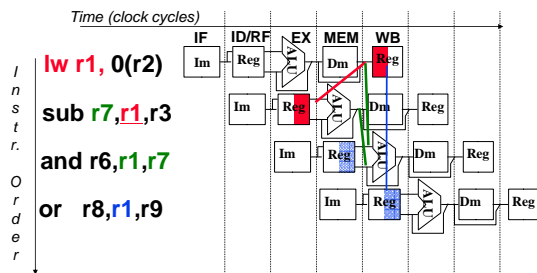 Time (clock cycles)
IF ID/RF EX MEM WB
Instr. Order
lw r1, 0(r2) Im Reg ALU Dm Reg
sub r7,r1,r3 Im Reg ALU Dm Reg
and r6,r1,r7 Im Reg ALU Dm Reg
or r8,r1,r9 Im Reg ALU Dm Reg